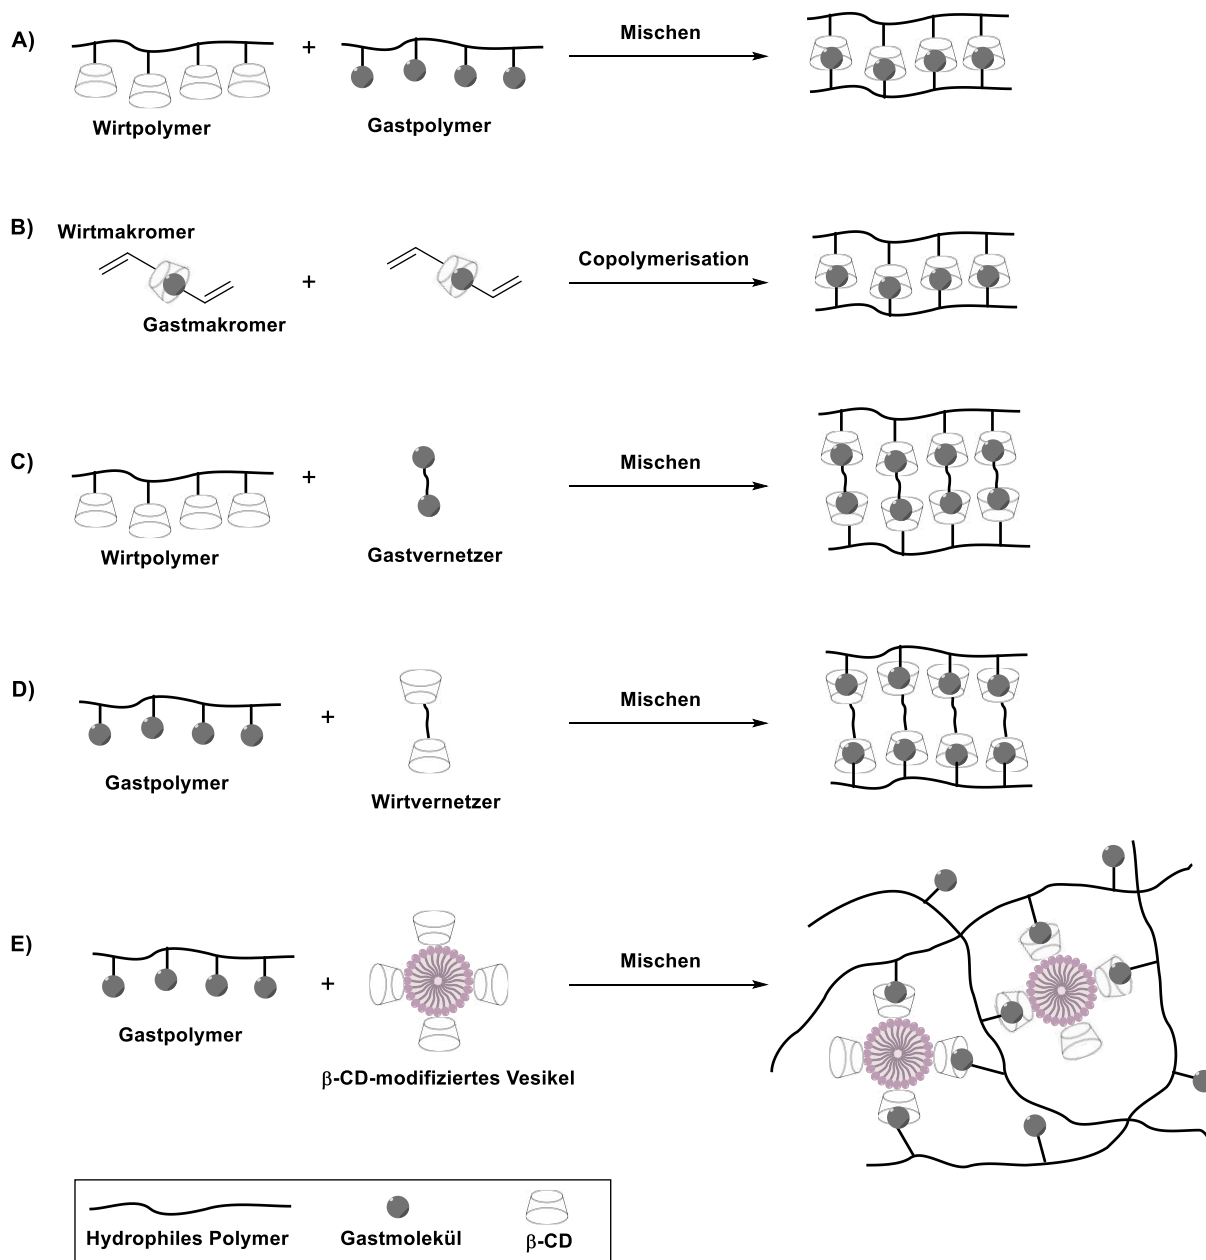 A)
+
Mischen
Wirtpolymer
Gastpolymer
B)
Wirtmakromer
+
Copolymerisation
Gastmakromer
C)
+
Mischen
Wirtpolymer
Gastvernetzer
D)
+
Mischen
Gastpolymer
Wirtvernetzer
E)
+
Mischen
Gastpolymer
β-CD-modifiziertes Vesikel
Hydrophiles Polymer
Gastmolekül
β-CD